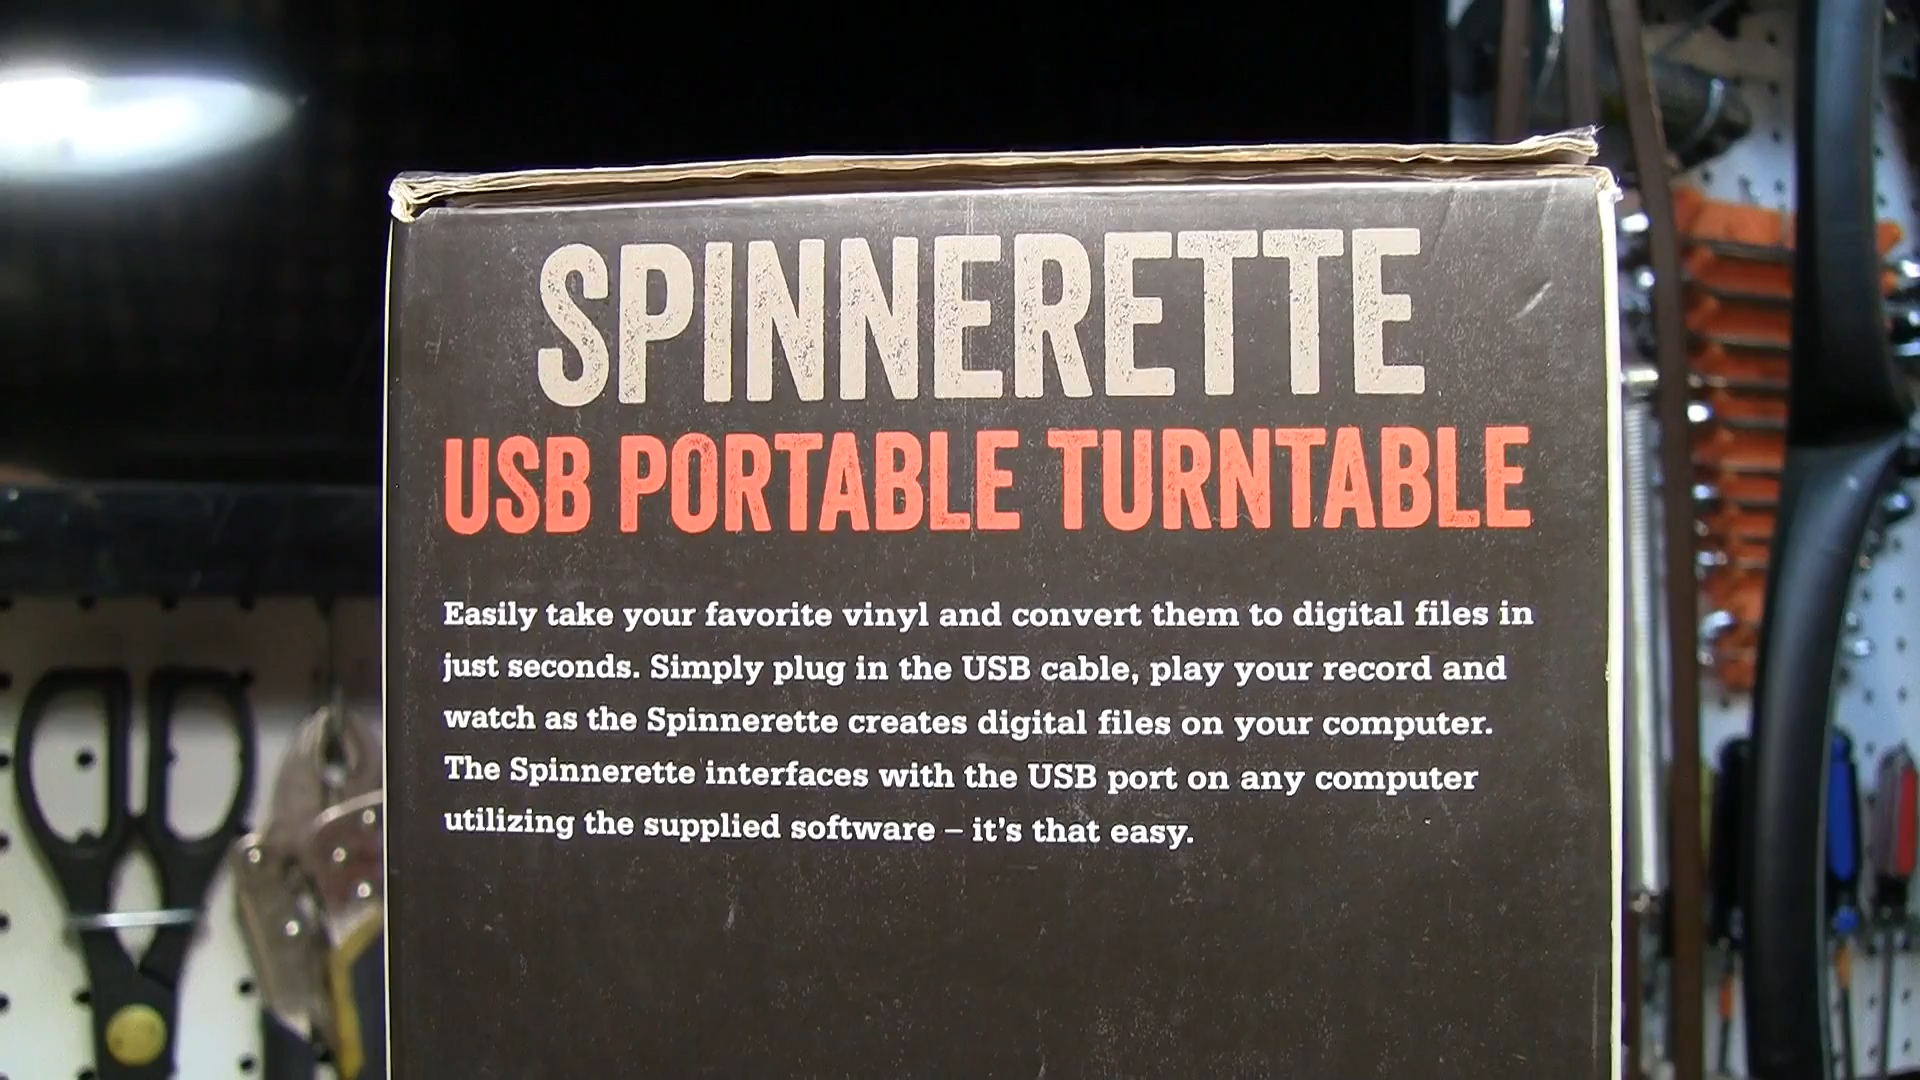 SPINNERETTE
USB PORTABLE TURNTABLE
Easily take your favorite vinyl and convert them to digital files in
just seconds. Simply plug in the USB cable, play your record and
watch as the Spinnerette creates digital files on your computer.
The Spinnerette interfaces with the USB port on any computer
utilizing the supplied software – it's that easy.